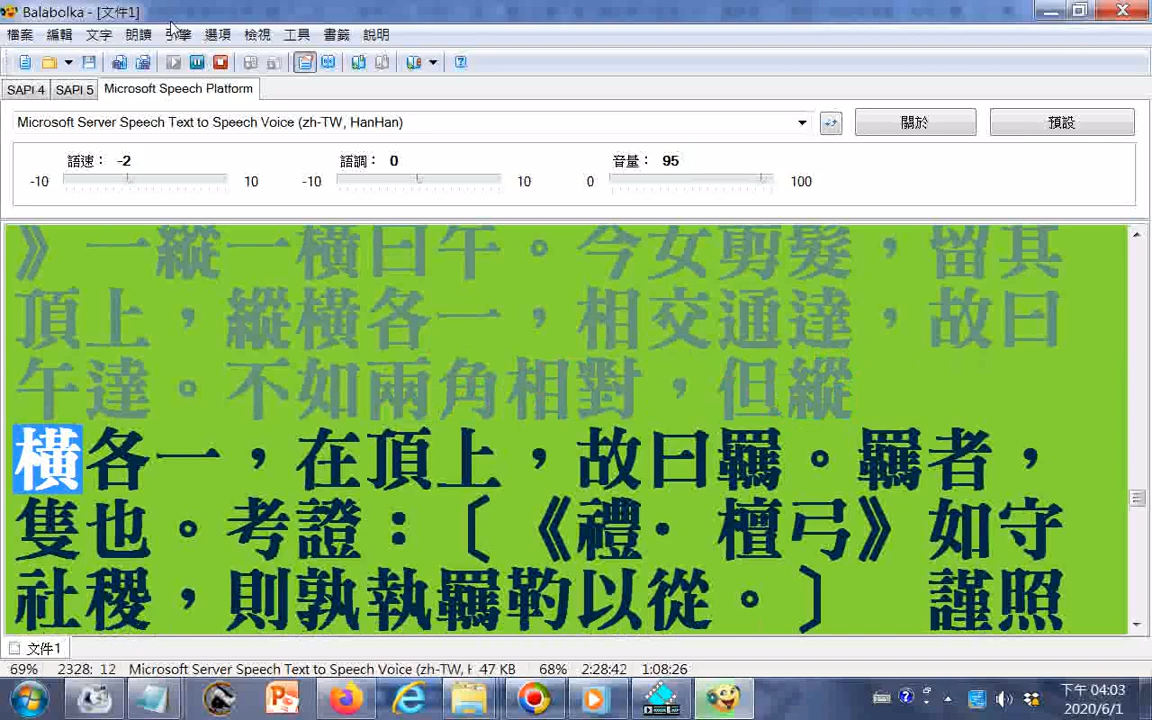 Balabolka - [文件1]
檔案 編輯 文字 朗讀 引擎 選項 檢視 工具 書籤 說明
SAPI 4 SAPI 5 Microsoft Speech Platform
Microsoft Server Speech Text to Speech Voice (zh-TW, HanHan) 關於 預設
語速： -2 語調： 0 音量： 95
-10 10 -10 10 0 100
》一縱一橫曰午。今女剪髮，留其
頂上，縱橫各一，相交通達，故曰
午達。不如兩角相對，但縱
橫各一，在頂上，故曰羈。羈者，
隻也。考證：〔《禮·檀弓》如守
社稷，則孰執羈靮以從。〕 謹照
文件1
69% 2328: 12 Microsoft Server Speech Text to Speech Voice (zh-TW, H 47 KB 68% 2:28:42 1:08:26
下午 04:03
2020/6/1